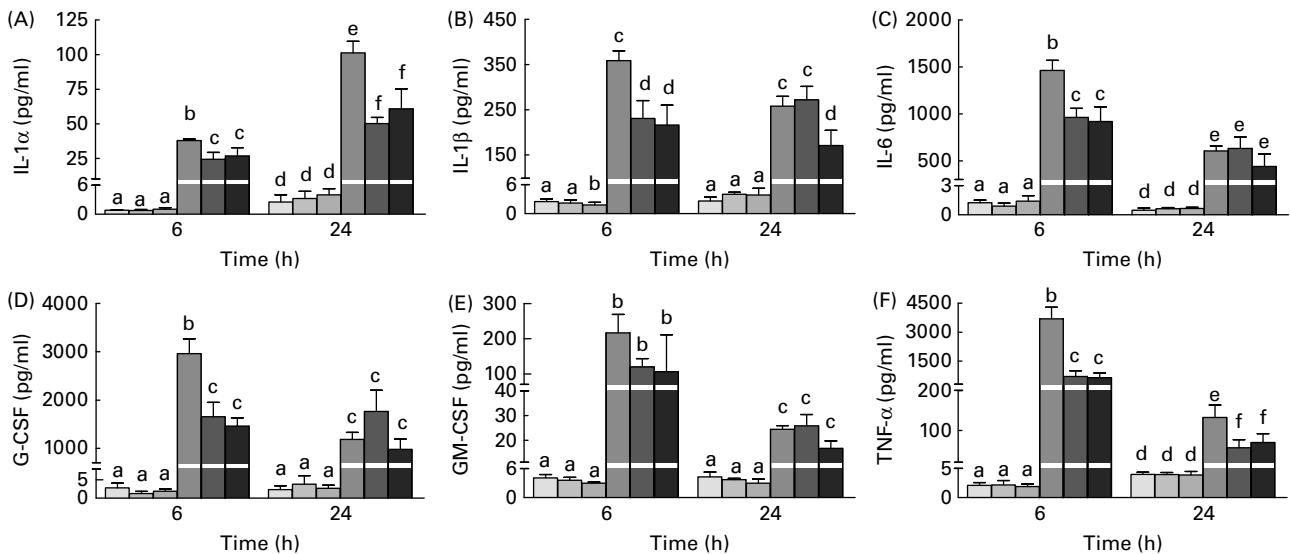 (A)
IL-1α (pg/ml)
125
100
75
50
25
6
0
a a a b c c d d d e f f
6 24
Time (h)
(B)
IL-1β (pg/ml)
450
350
250
150
6
0
a a b c d d a a a c c d
6 24
Time (h)
(C)
IL-6 (pg/ml)
2000
1500
1000
500
3
0
a a a b c c d d d e e e
6 24
Time (h)
(D)
G-CSF (pg/ml)
4000
3000
2000
1000
5
0
a a a b c c a a a c c c
6 24
Time (h)
(E)
GM-CSF (pg/ml)
300
200
100
40
30
20
6
0
a a a b b b a a a c c c
6 24
Time (h)
(F)
TNF-α (pg/ml)
4500
3000
1500
200
100
5
0
a a a b c c d d d e f f
6 24
Time (h)